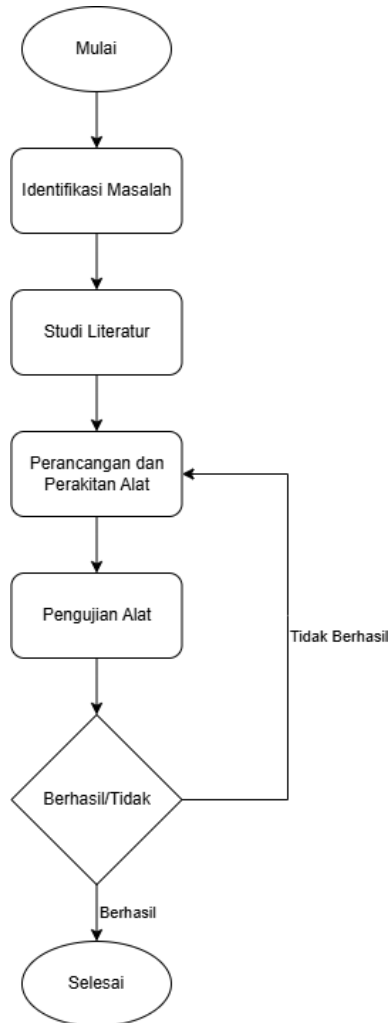 Mulai
Identifikasi Masalah
Studi Literatur
Perancangan dan
Perakitan Alat
Pengujian Alat
Tidak Berhasil
Berhasil/Tidak
Berhasil
Selesai